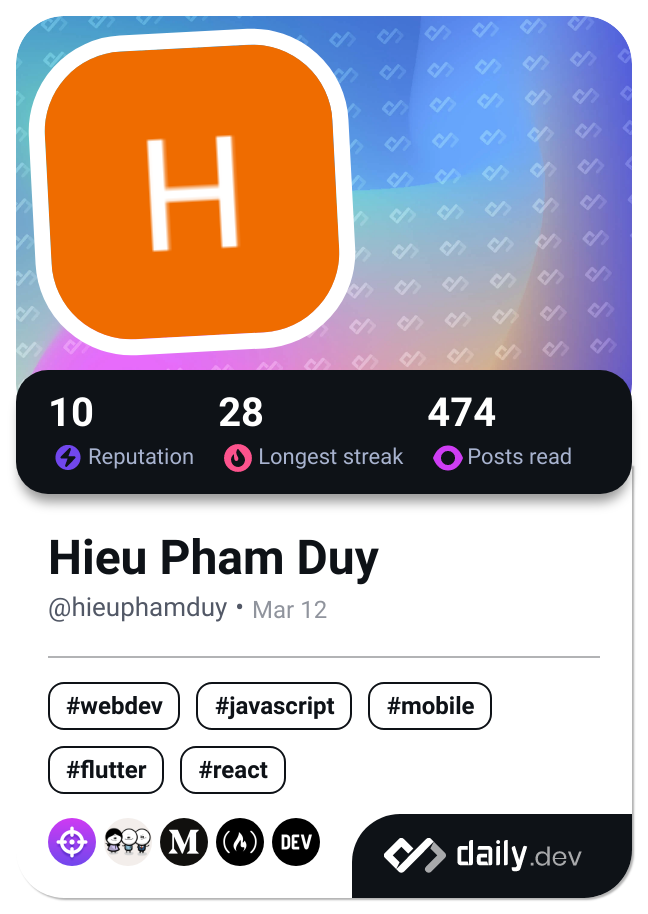 H
10 28 474
Reputation Longest streak Posts read
Hieu Pham Duy
@hieuphamduy • Mar 12
#webdev #javascript #mobile
#flutter #react
M DEV daily.dev